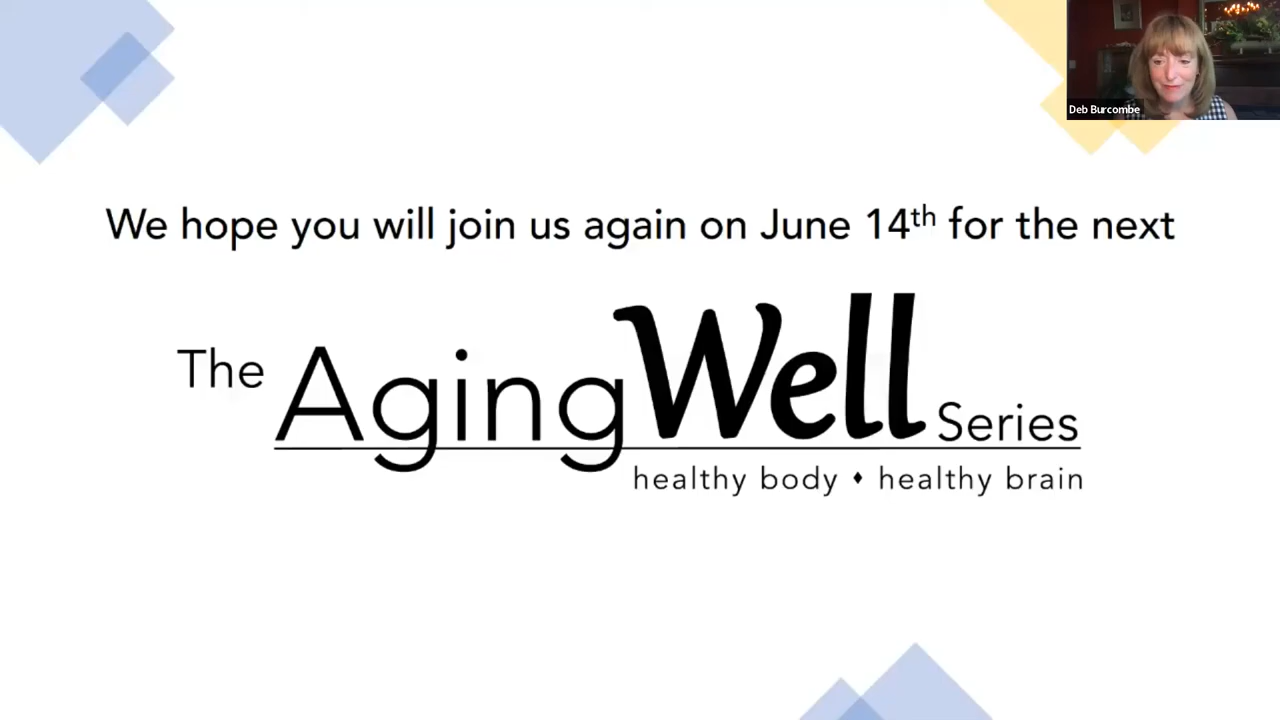 Deb Burcombe
We hope you will join us again on June 14th for the next
The AgingWell Series
healthy body ♦ healthy brain